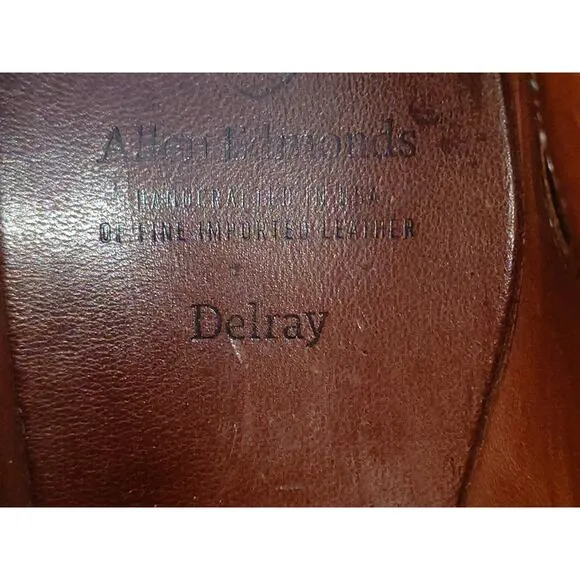 Allen Edmonds
HANDCRAFTED IN USA
OF FINE IMPORTED LEATHER
Delray